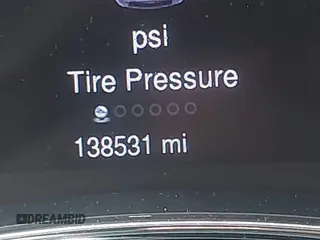 psi
Tire Pressure
138531 mi
DREAMBID